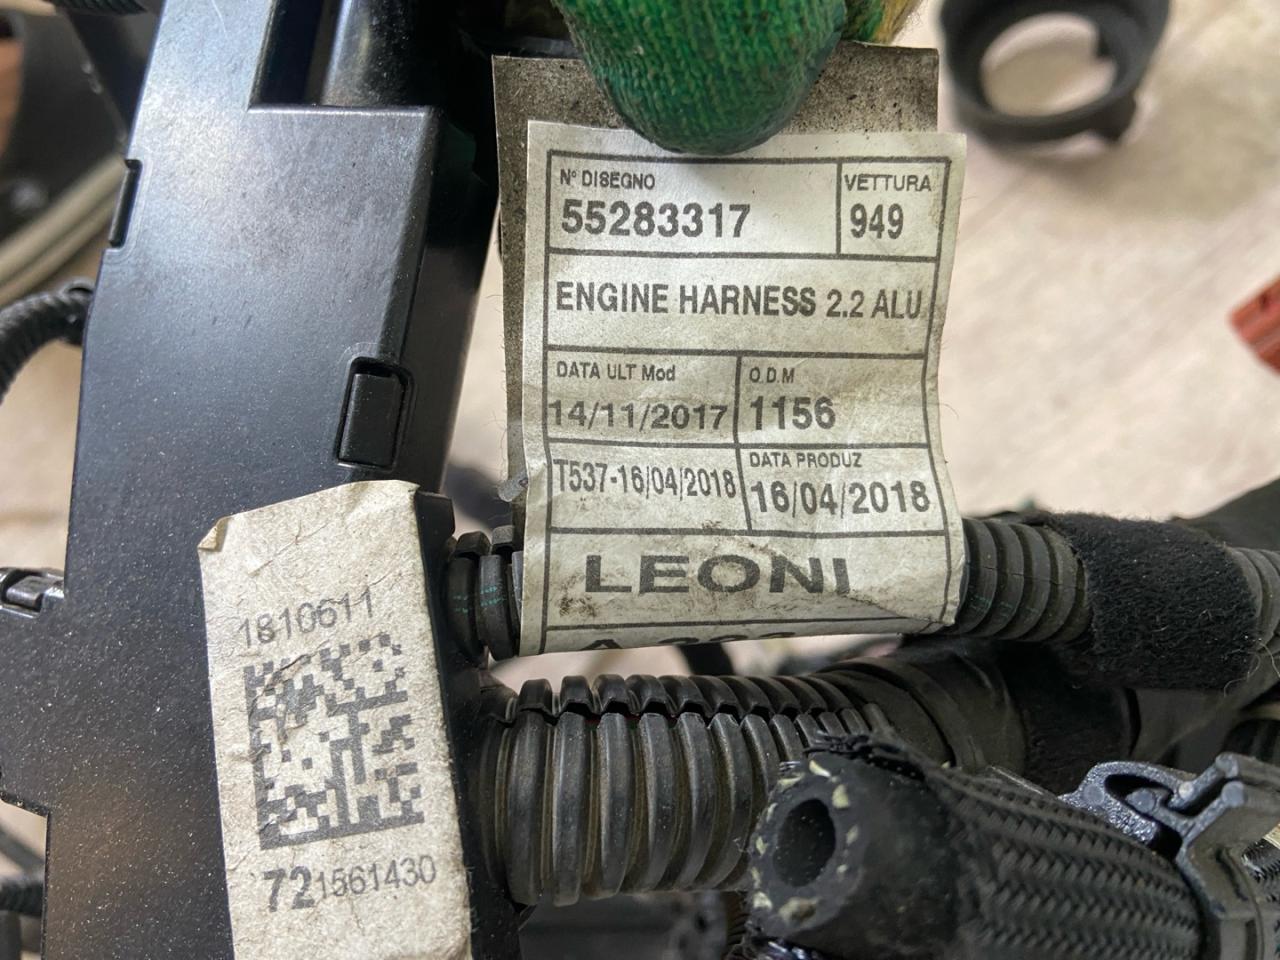 N° DISEGNO
55283317
VETTURA
949
ENGINE HARNESS 2.2 ALU
DATA ULT Mod
14/11/2017
O.D.M
1156
T537-16/04/2018
DATA PRODUZ
16/04/2018
LEONI
1810611
721561430